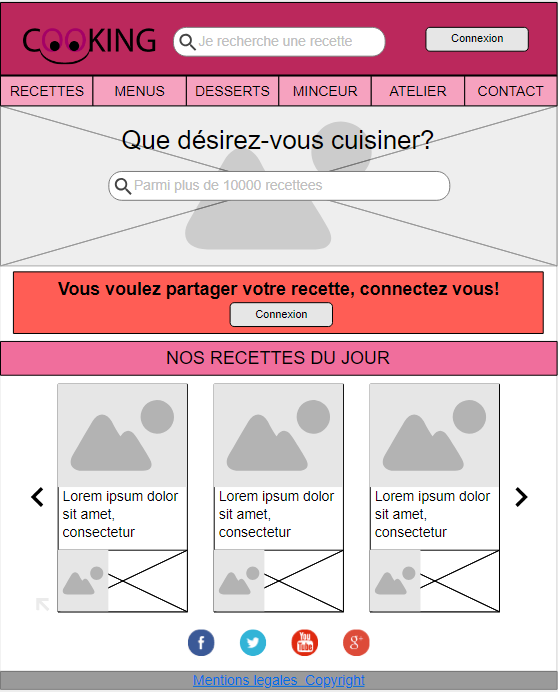 COOKING
Je recherche une recette
Connexion
RECETTES MENUS DESSERTS MINCEUR ATELIER CONTACT
Que désirez-vous cuisiner?
Parmi plus de 10000 recettees
Vous voulez partager votre recette, connectez vous!
Connexion
NOS RECETTES DU JOUR
Lorem ipsum dolor
sit amet,
consectetur
Lorem ipsum dolor
sit amet,
consectetur
Lorem ipsum dolor
sit amet,
consectetur
f
You
Tube
g+
Mentions legales Copyright